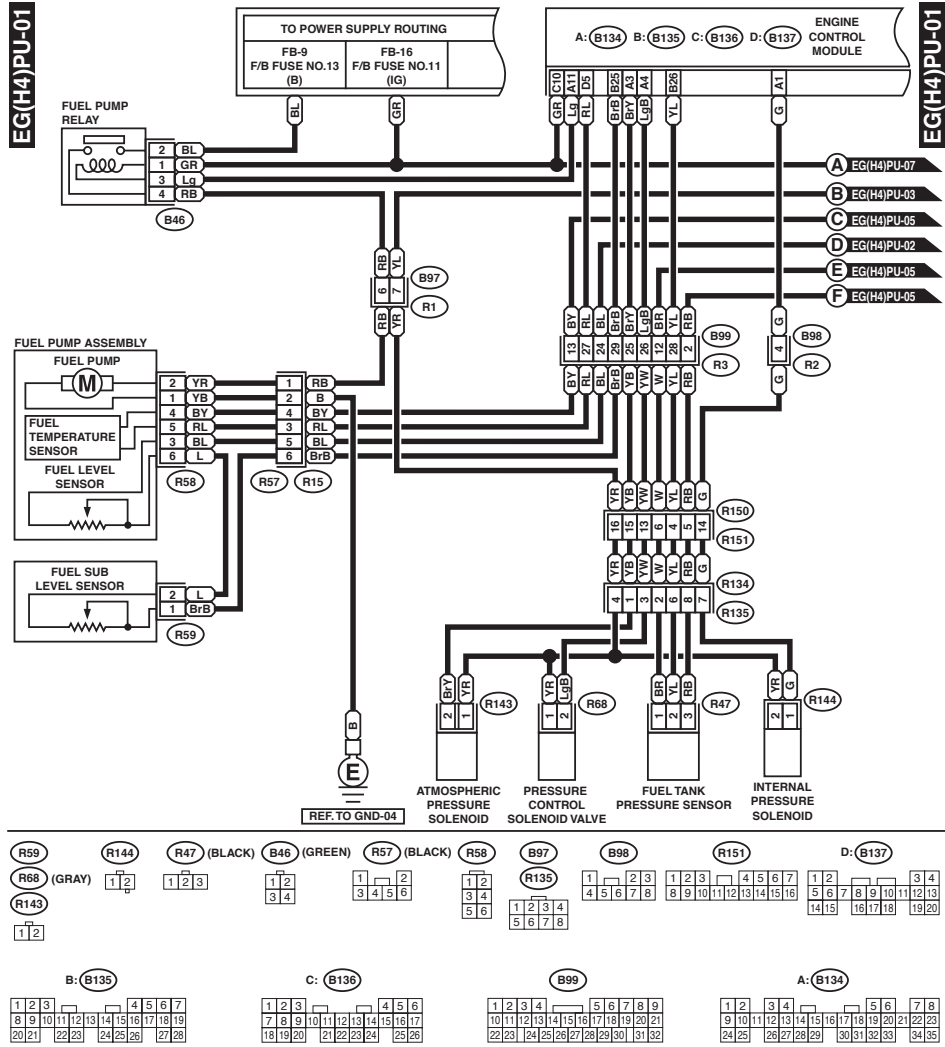 EG(H4)PU-01
EG(H4)PU-01
TO POWER SUPPLY ROUTING
FB-9
F/B FUSE NO.13
(B)
FB-16
F/B FUSE NO.11
(IG)
A: B134 B: B135 C: B136 D: B137
ENGINE
CONTROL
MODULE
C10 A11 D5 B25 A3 A4 B26 A1
BL GR
GR Lg RL BrB BrY LgB YL G
FUEL PUMP
RELAY
2 BL
1 GR
3 Lg
4 RB
B46
A EG(H4)PU-07
B EG(H4)PU-03
C EG(H4)PU-05
D EG(H4)PU-02
E EG(H4)PU-05
F EG(H4)PU-05
RB YL
6 7
RB YR
B97
R1
BY RL BL BrB BrY LgB BR YL RB
13 27 24 29 25 26 12 28 2
BY RL BL BrB YB YW W YL RB
B99
R3
G
4
G
B98
R2
FUEL PUMP ASSEMBLY
FUEL PUMP
M
FUEL
TEMPERATURE
SENSOR
FUEL LEVEL
SENSOR
2 YR
1 YB
4 BY
5 RL
3 BL
6 L
R58
1 RB
2 B
4 BY
3 RL
5 BL
6 BrB
R57 R15
YR YB YW W YL RB G
16 15 13 6 4 5 14
YR YB YW W YL RB G
R150
R151
4 1 3 2 6 8 7
R134
R135
FUEL SUB
LEVEL SENSOR
2 L
1 BrB
R59
B
E
REF. TO GND-04
BrY YR
2 1
R143
ATMOSPHERIC
PRESSURE
SOLENOID
YR LgB
1 2
R68
PRESSURE
CONTROL
SOLENOID VALVE
BR YL RB
1 2 3
R47
FUEL TANK
PRESSURE SENSOR
YR G
2 1
R144
INTERNAL
PRESSURE
SOLENOID
R59
R68 (GRAY)
R143
1 2
R144
1 2
R47 (BLACK)
1 2 3
B46 (GREEN)
1 2
3 4
R57 (BLACK)
1 2
3 4 5 6
R58
1 2
3 4
5 6
B97
R135
1 2 3 4
5 6 7 8
B98
1 2 3
4 5 6 7 8
R151
1 2 3 4 5 6 7
8 9 10 11 12 13 14 15 16
D: B137
1 2 3 4
5 6 7 8 9 10 11 12 13
14 15 16 17 18 19 20
B: B135
1 2 3 4 5 6 7
8 9 10 11 12 13 14 15 16 17 18 19
20 21 22 23 24 25 26 27 28
C: B136
1 2 3 4 5 6
7 8 9 10 11 12 13 14 15 16 17
18 19 20 21 22 23 24 25 26
B99
1 2 3 4 5 6 7 8 9
10 11 12 13 14 15 16 17 18 19 20 21
22 23 24 25 26 27 28 29 30 31 32
A: B134
1 2 3 4 5 6 7 8
9 10 11 12 13 14 15 16 17 18 19 20 21 22 23
24 25 26 27 28 29 30 31 32 33 34 35